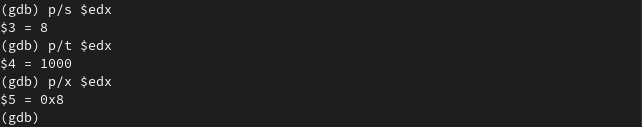 (gdb) p/s $edx
$3 = 8
(gdb) p/t $edx
$4 = 1000
(gdb) p/x $edx
$5 = 0x8
(gdb)